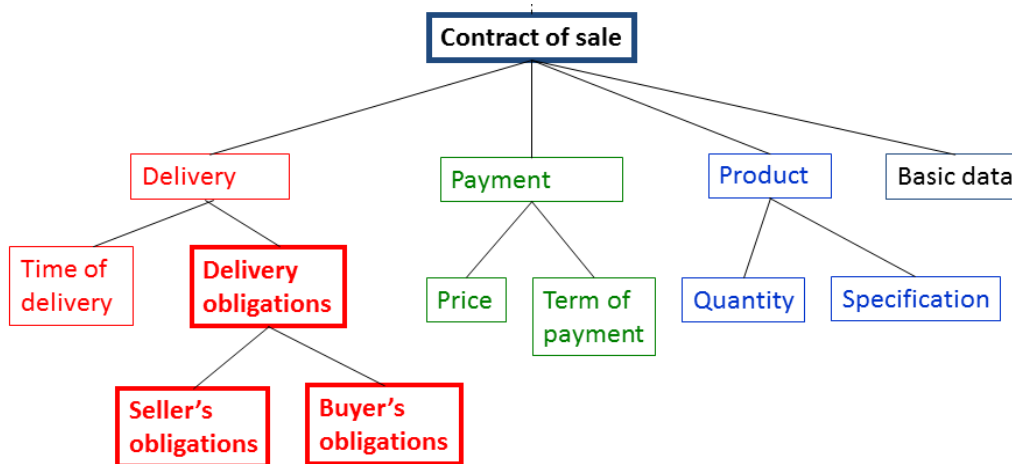 Contract of sale
Delivery
Payment
Product
Basic data
Time of
delivery
Delivery
obligations
Price
Term of
payment
Quantity
Specification
Seller’s
obligations
Buyer’s
obligations